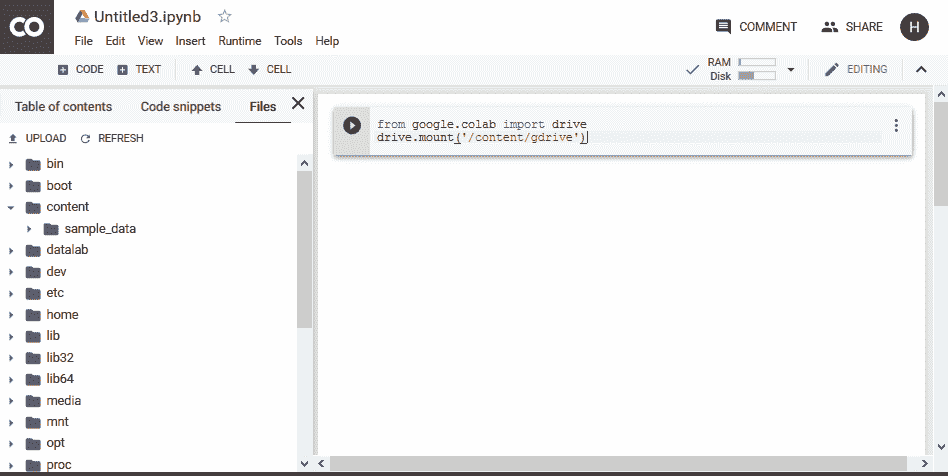 CO
Untitled3.ipynb
COMMENT
SHARE
H
File Edit View Insert Runtime Tools Help
CODE TEXT CELL CELL
RAM
Disk
EDITING
Table of contents Code snippets Files
UPLOAD REFRESH
bin
boot
content
sample_data
datalab
dev
etc
home
lib
lib32
lib64
media
mnt
opt
proc
from google.colab import drive
drive.mount('/content/gdrive')